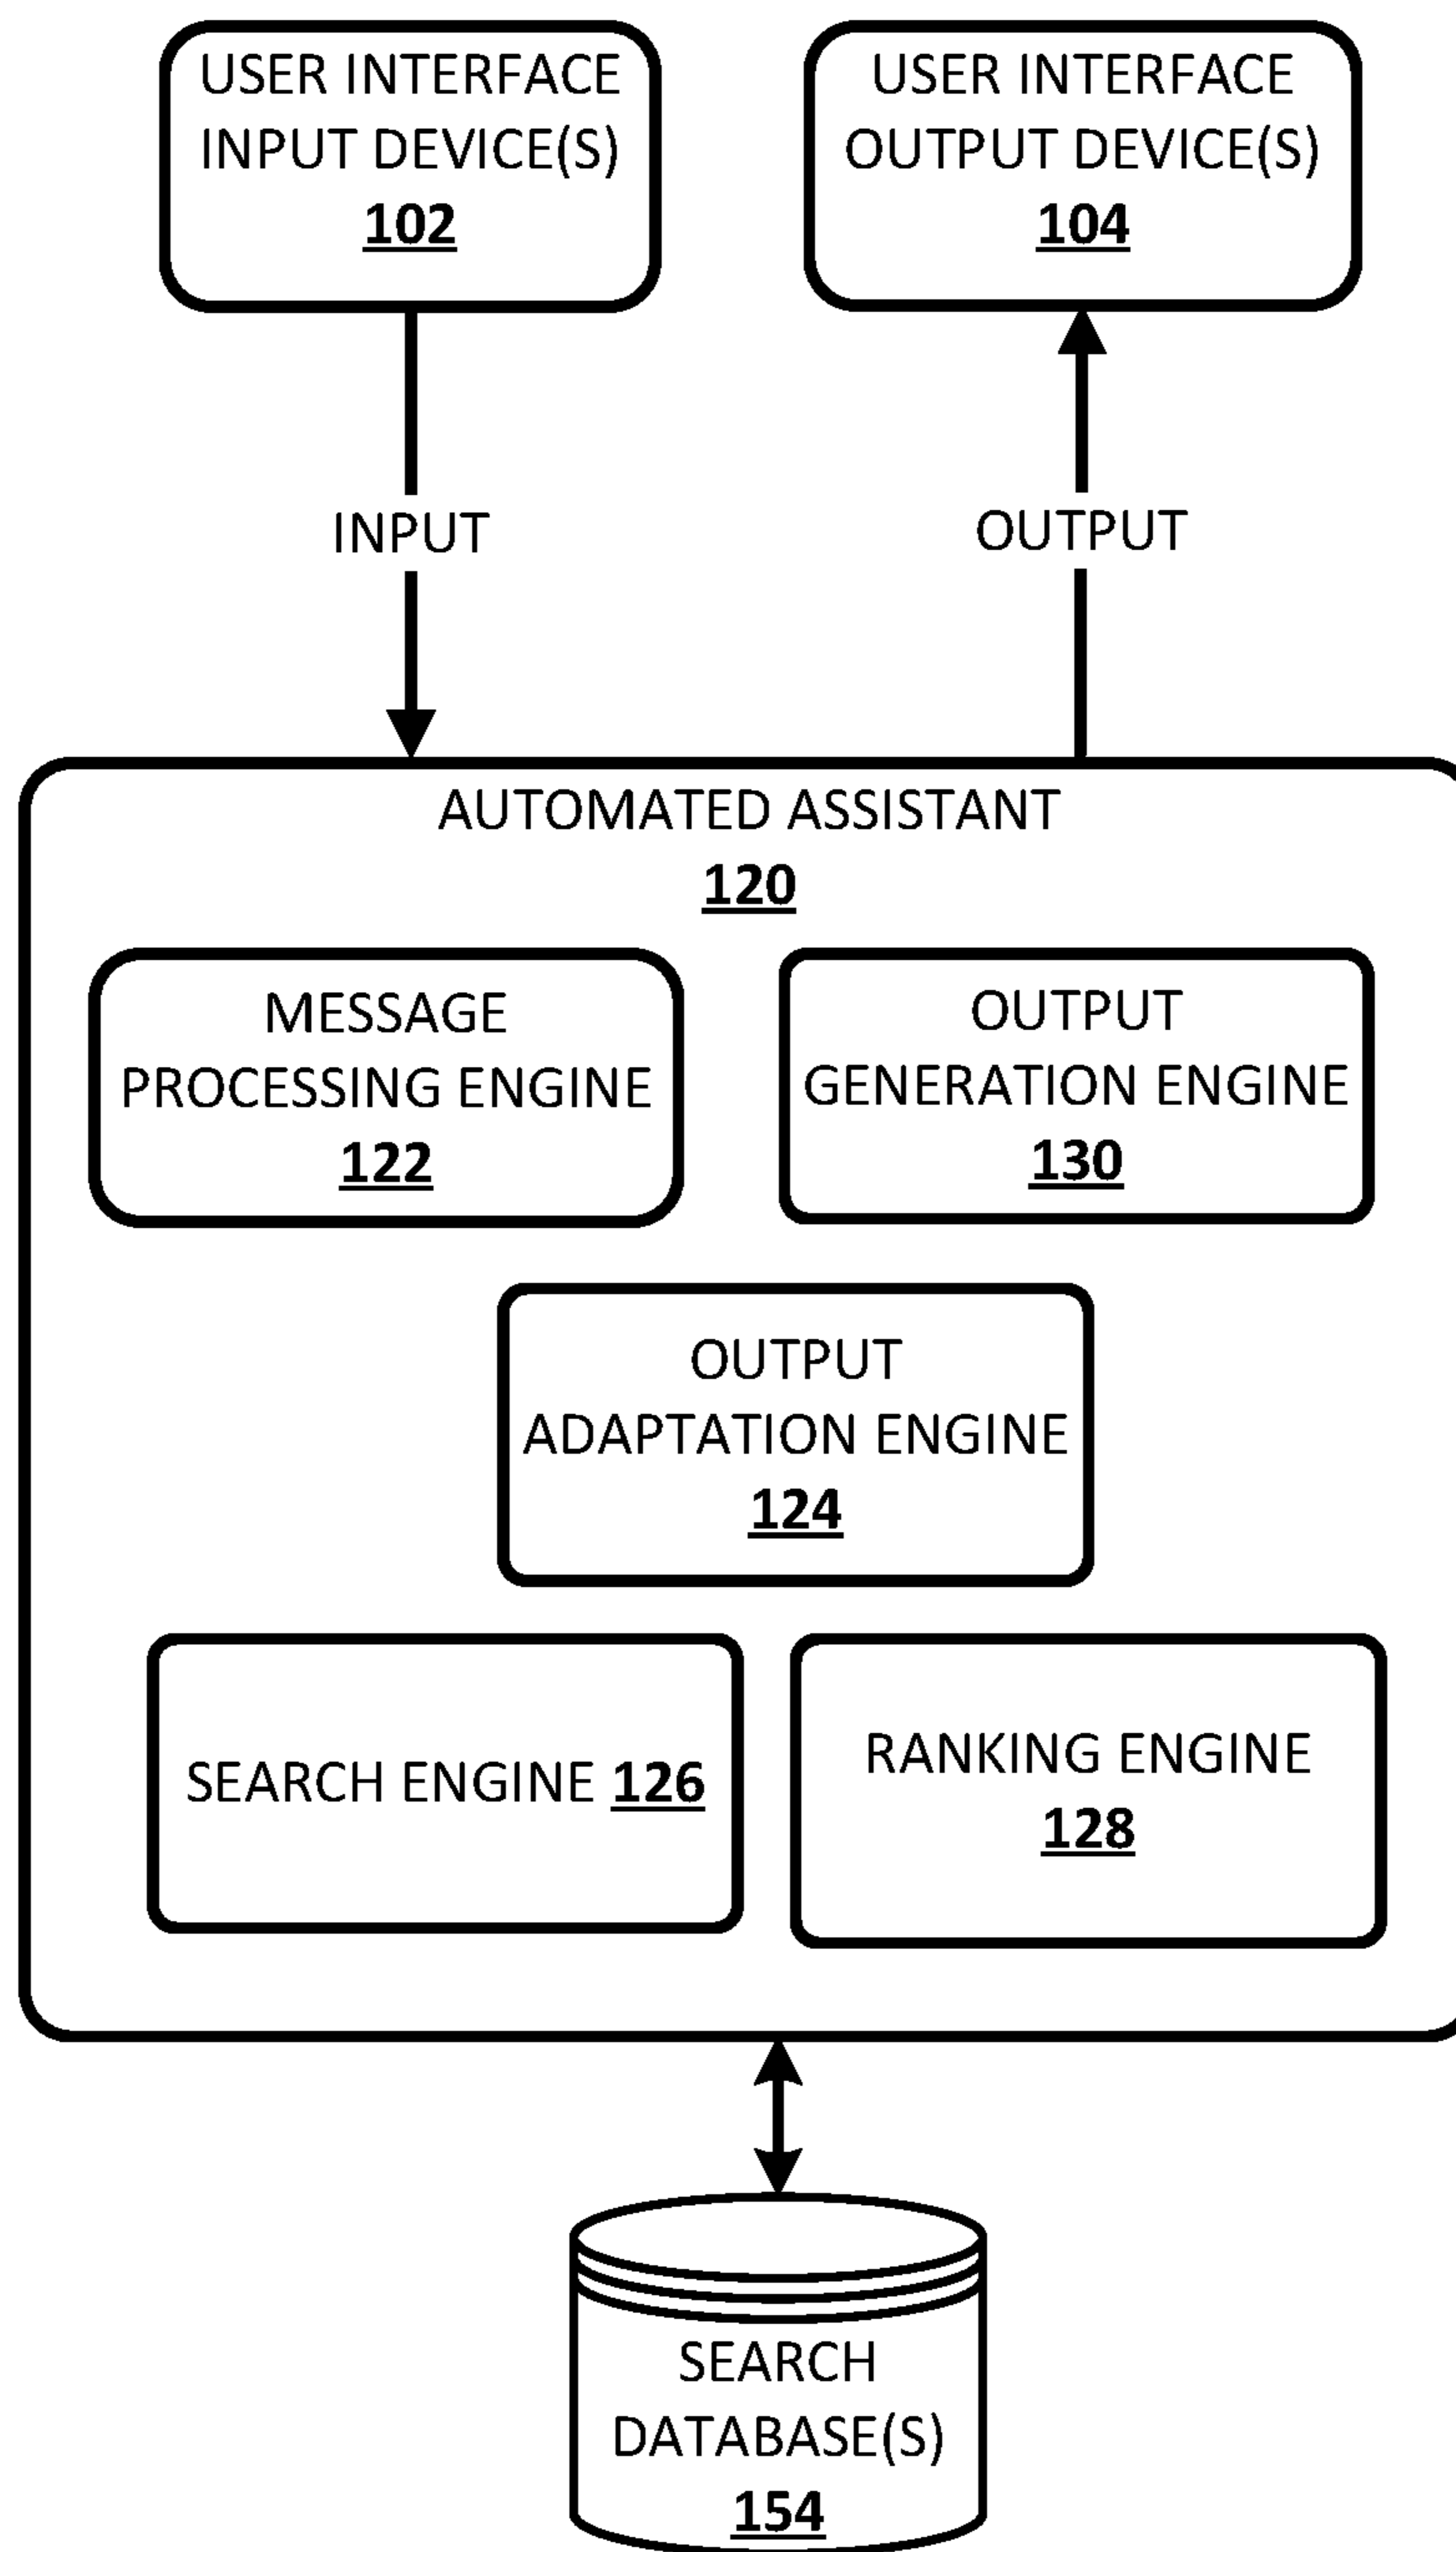 USER INTERFACE
INPUT DEVICE(S)
102
USER INTERFACE
OUTPUT DEVICE(S)
104
INPUT
OUTPUT
AUTOMATED ASSISTANT
120
MESSAGE
PROCESSING ENGINE
122
OUTPUT
GENERATION ENGINE
130
OUTPUT
ADAPTATION ENGINE
124
SEARCH ENGINE 126
RANKING ENGINE
128
SEARCH
DATABASE(S)
154